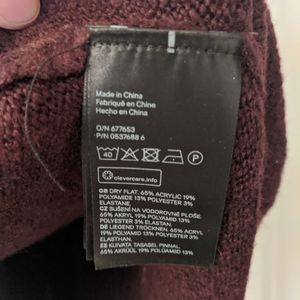 Made in China
Fabriqué en Chine
Hecho en China
O/N 677653
P/N 0537688 6
40
P
clevercare.info
GB DRY FLAT. 65% ACRYLIC 19%
POLYAMIDE 13% POLYESTER 3%
ELASTANE.
CZ SUŠENÍ NA VODOROVNÉ PLOŠE.
65% AKRYL 19% POLYAMID 13%
POLYESTER 3% ELASTAN.
DE LIEGEND TROCKNEN. 65% ACRYL
19% POLYAMID 13% POLYESTER 3%
ELASTHAN.
EE KUIVATA TASASEL PINNAL.
65% AKRÜÜL 19% POLÜAMIID 13%